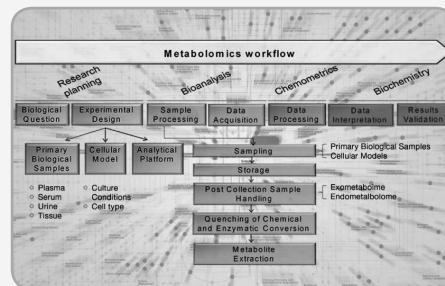 Metabolomics workflow
Research planning
Bioanalysis
Chemometrics
Biochemistry
Biological Question
Experimental Design
Sample Processing
Data Acquisition
Data Processing
Data Interpretation
Results Validation
Primary Biological Samples
Cellular Model
Analytical Platform
Sampling
Primary Biological Samples
Cellular Models
Storage
Plasma
Serum
Urine
Tissue
Culture Conditions
Cell type
Post Collection Sample Handling
Exometabolme
Endometalbolome
Quenching of Chemical and Enzymatic Conversion
Metabolite Extraction